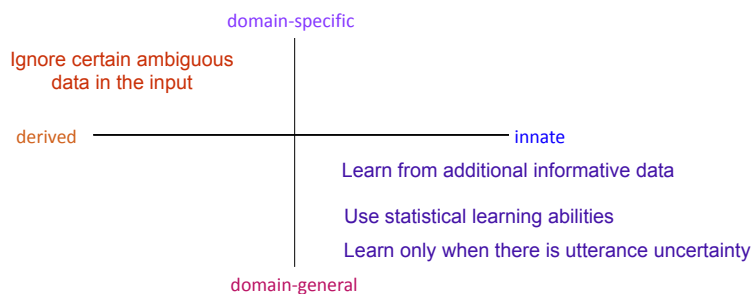 domain-specific
Ignore certain ambiguous
data in the input
derived
innate
Learn from additional informative data
Use statistical learning abilities
Learn only when there is utterance uncertainty
domain-general